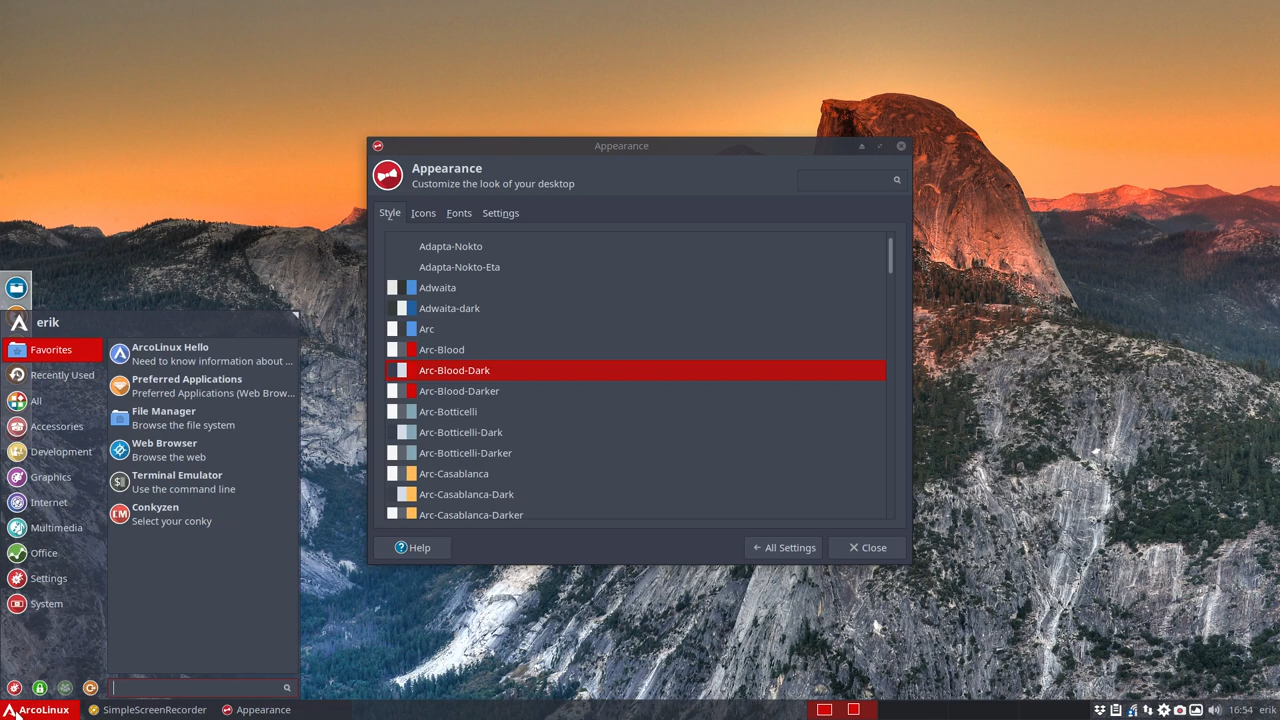 Appearance
Appearance
Customize the look of your desktop
Style
Icons
Fonts
Settings
Adapta-Nokto
Adapta-Nokto-Eta
Adwaita
Adwaita-dark
Arc
Arc-Blood
Arc-Blood-Dark
Arc-Blood-Darker
Arc-Botticelli
Arc-Botticelli-Dark
Arc-Botticelli-Darker
Arc-Casablanca
Arc-Casablanca-Dark
Arc-Casablanca-Darker
Help
All Settings
Close
erik
Favorites
Recently Used
All
Accessories
Development
Graphics
Internet
Multimedia
Office
Settings
System
ArcoLinux Hello
Need to know information about ...
Preferred Applications
Preferred Applications (Web Brow...
File Manager
Browse the file system
Web Browser
Browse the web
Terminal Emulator
Use the command line
Conkyzen
Select your conky
ArcoLinux
SimpleScreenRecorder
Appearance
16:54
erik